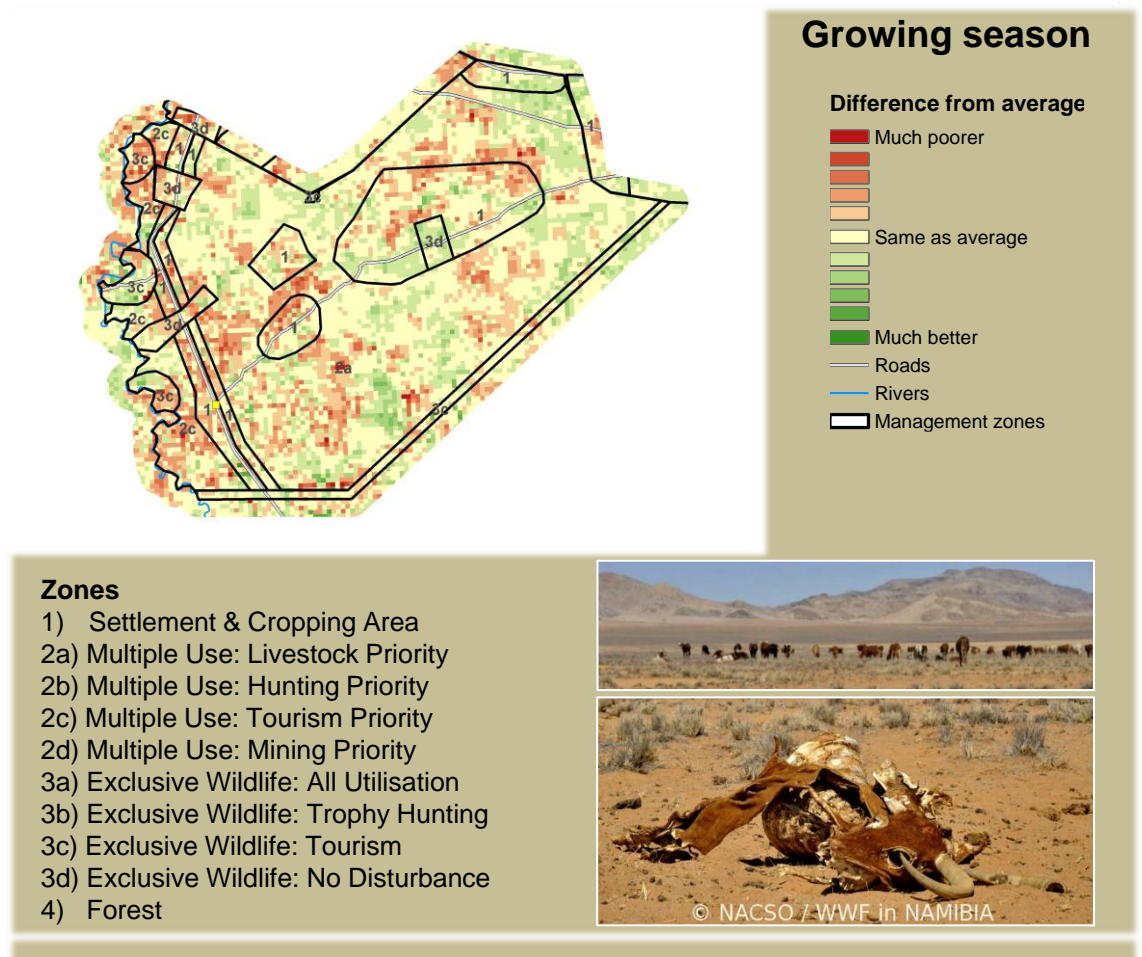 Growing season
Difference from average
Much poorer
Same as average
Much better
Roads
Rivers
Management zones
1
1
3d
2c
1
1
3c
3d
2c
1
3d
1
1
3c
1
2c
3d
1
2a
3c
1
1
3c
2c
Zones
1) Settlement & Cropping Area
2a) Multiple Use: Livestock Priority
2b) Multiple Use: Hunting Priority
2c) Multiple Use: Tourism Priority
2d) Multiple Use: Mining Priority
3a) Exclusive Wildlife: All Utilisation
3b) Exclusive Wildlife: Trophy Hunting
3c) Exclusive Wildlife: Tourism
3d) Exclusive Wildlife: No Disturbance
4) Forest
© NACSO / WWF in NAMIBIA